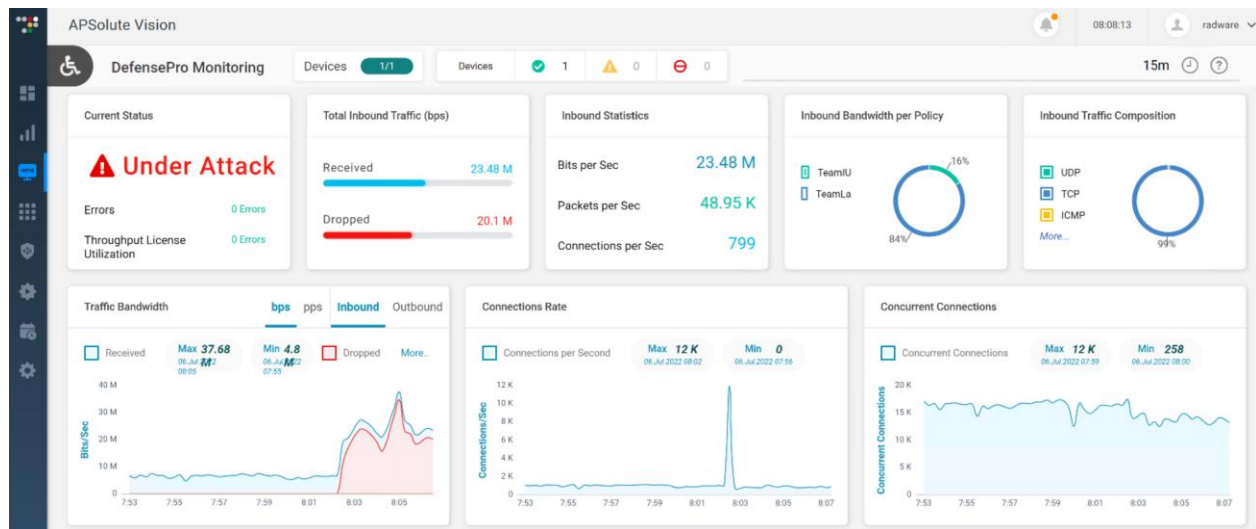 APSolute Vision
08:08:13
radware
DefensePro Monitoring
Devices 1/1
Devices 1 0 0
15m
Current Status
Under Attack
Errors 0 Errors
Throughput License Utilization 0 Errors
Total Inbound Traffic (bps)
Received 23.48 M
Dropped 20.1 M
Inbound Statistics
Bits per Sec 23.48 M
Packets per Sec 48.95 K
Connections per Sec 799
Inbound Bandwidth per Policy
TeamIU
TeamLa
16%
84%
Inbound Traffic Composition
UDP
TCP
ICMP
More...
99%
Traffic Bandwidth bps pps Inbound Outbound
Received Max 37.68 M Min 4.8 M Dropped More..
08:05 07:55
Bits/Sec
40 M
30 M
20 M
10 M
0
7:53 7:55 7:57 7:59 8:01 8:03 8:05
Connections Rate
Connections per Second Max 12 K Min 0
06.Jul.2022 08:02 06.Jul.2022 07:56
Connections/Sec
12 K
10 K
8 K
6 K
4 K
2 K
0
7:53 7:55 7:57 7:59 8:01 8:03 8:05 8:07
Concurrent Connections
Concurrent Connections Max 12 K Min 258
06.Jul.2022 07:59 06.Jul.2022 08:00
Concurrent Connections
20 K
15 K
10 K
5 K
0
7:53 7:55 7:57 7:59 8:01 8:03 8:05 8:07